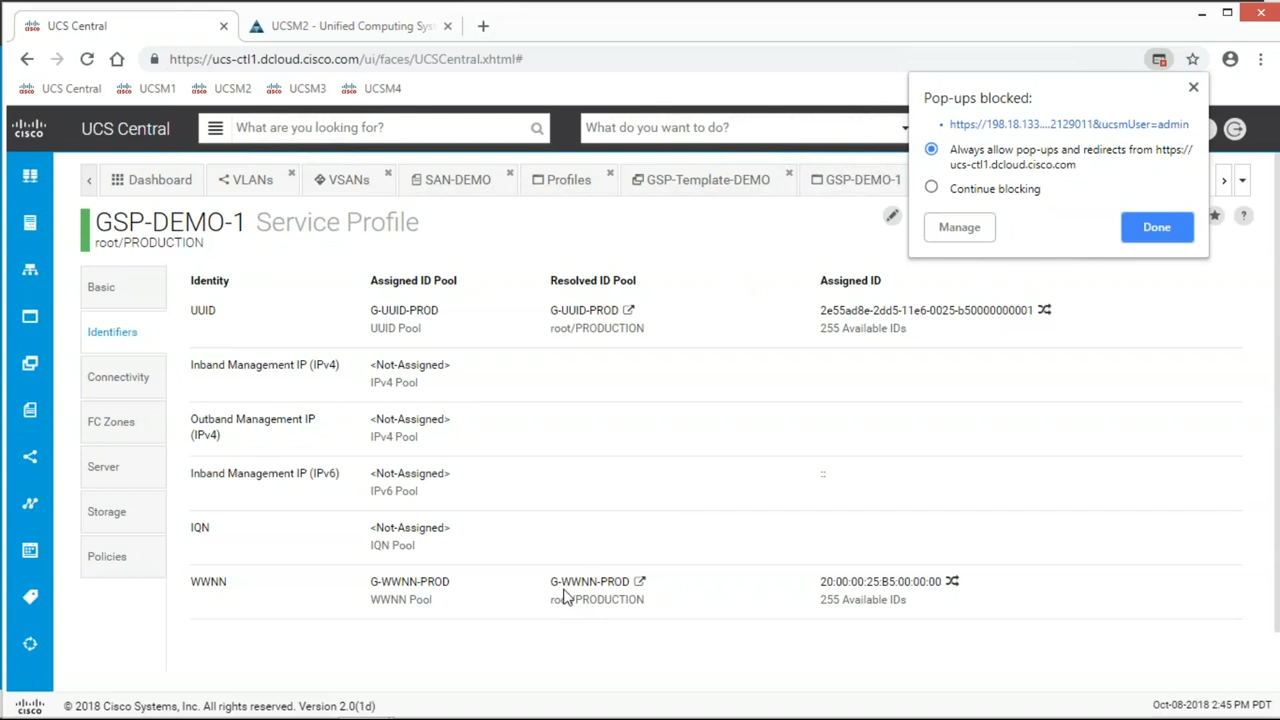 UCS Central
UCSM2 - Unified Computing Sys
https://ucs-ctl1.dcloud.cisco.com/ui/faces/UCSCentral.xhtml#
UCS Central UCSM1 UCSM2 UCSM3 UCSM4
Pop-ups blocked:
• https://198.18.133....2129011&ucsmUser=admin
Always allow pop-ups and redirects from https://
ucs-ctl1.dcloud.cisco.com
Continue blocking
Manage Done
CISCO UCS Central What are you looking for? What do you want to do?
Dashboard VLANs VSANs SAN-DEMO Profiles GSP-Template-DEMO GSP-DEMO-1
GSP-DEMO-1 Service Profile
root/PRODUCTION
Basic
Identifiers
Connectivity
FC Zones
Server
Storage
Policies
Identity Assigned ID Pool Resolved ID Pool Assigned ID
UUID G-UUID-PROD G-UUID-PROD 2e55ad8e-2dd5-11e6-0025-b50000000001
UUID Pool root/PRODUCTION 255 Available IDs
Inband Management IP (IPv4) <Not-Assigned>
IPv4 Pool
Outband Management IP <Not-Assigned>
(IPv4) IPv4 Pool
Inband Management IP (IPv6) <Not-Assigned> ::
IPv6 Pool
IQN <Not-Assigned>
IQN Pool
WWNN G-WWNN-PROD G-WWNN-PROD 20:00:00:25:B5:00:00:00
WWNN Pool root/PRODUCTION 255 Available IDs
CISCO © 2018 Cisco Systems, Inc. All rights reserved. Version 2.0(1d) Oct-08-2018 2:45 PM PDT